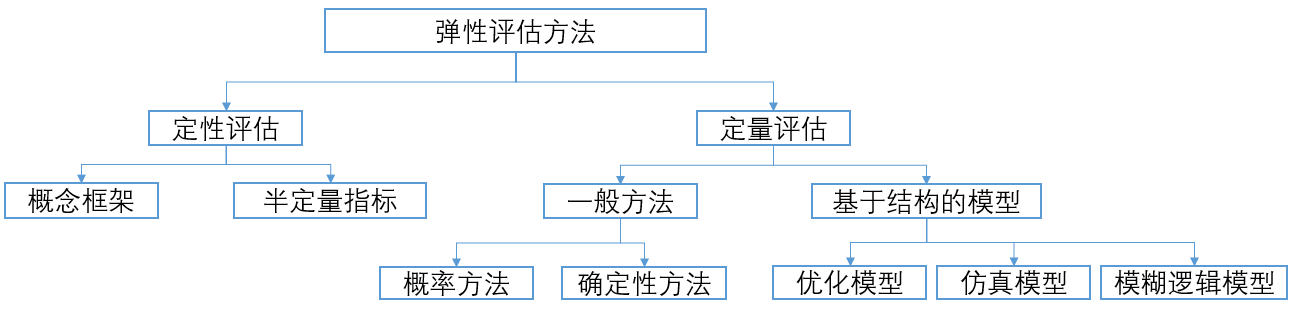 弹性评估方法
定性评估
定量评估
概念框架
半定量指标
一般方法
基于结构的模型
概率方法
确定性方法
优化模型
仿真模型
模糊逻辑模型